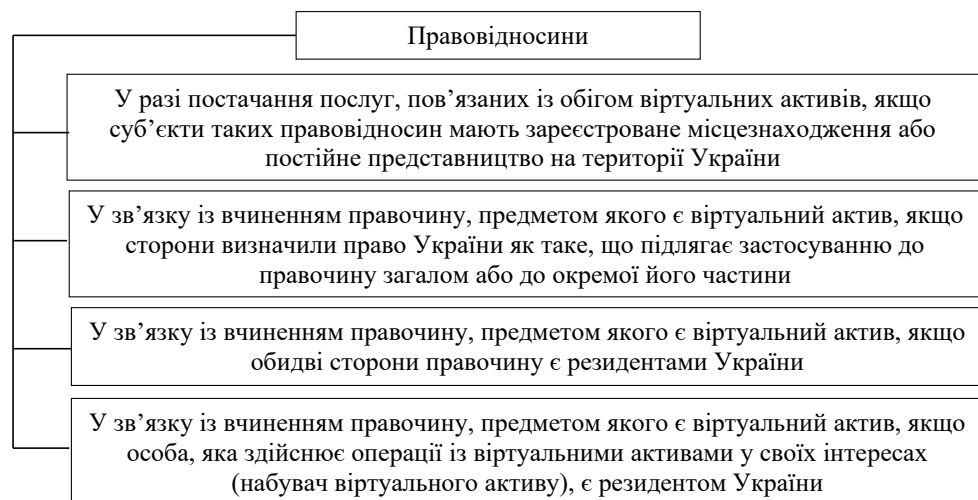 Правовідносини
У разі постачання послуг, пов’язаних із обігом віртуальних активів, якщо
суб’єкти таких правовідносин мають зареєстроване місцезнаходження або
постійне представництво на території України
У зв’язку із вчиненням правочину, предметом якого є віртуальний актив, якщо
сторони визначили право України як таке, що підлягає застосуванню до
правочину загалом або до окремої його частини
У зв’язку із вчиненням правочину, предметом якого є віртуальний актив, якщо
обидві сторони правочину є резидентами України
У зв’язку із вчиненням правочину, предметом якого є віртуальний актив, якщо
особа, яка здійснює операції із віртуальними активами у своїх інтересах
(набувач віртуального активу), є резидентом України